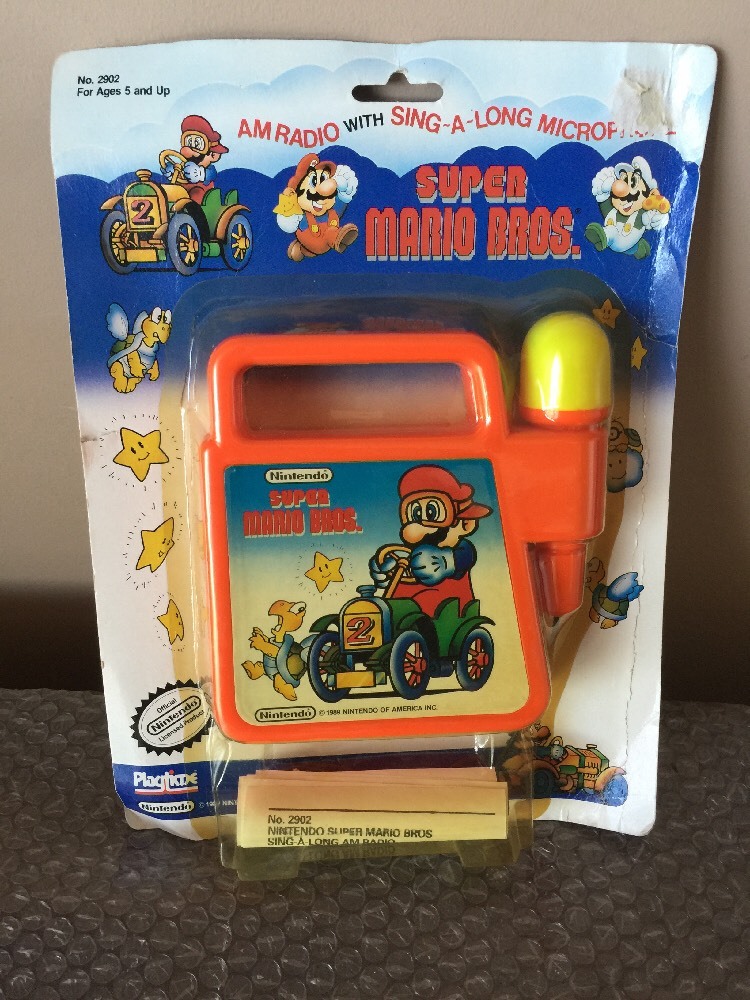 No. 2902
For Ages 5 and Up
AM RADIO WITH SING-A-LONG
SUPER
MARIO BROS.
2
Nintendo
SUPER
MARIO BROS.
2
Nintendo © 1989 NINTENDO OF AMERICA INC.
Official
Nintendo
Licensed Product
Playtime
Nintendo
No. 2902
NINTENDO SUPER MARIO BROS
SING-A-LONG AM RADIO